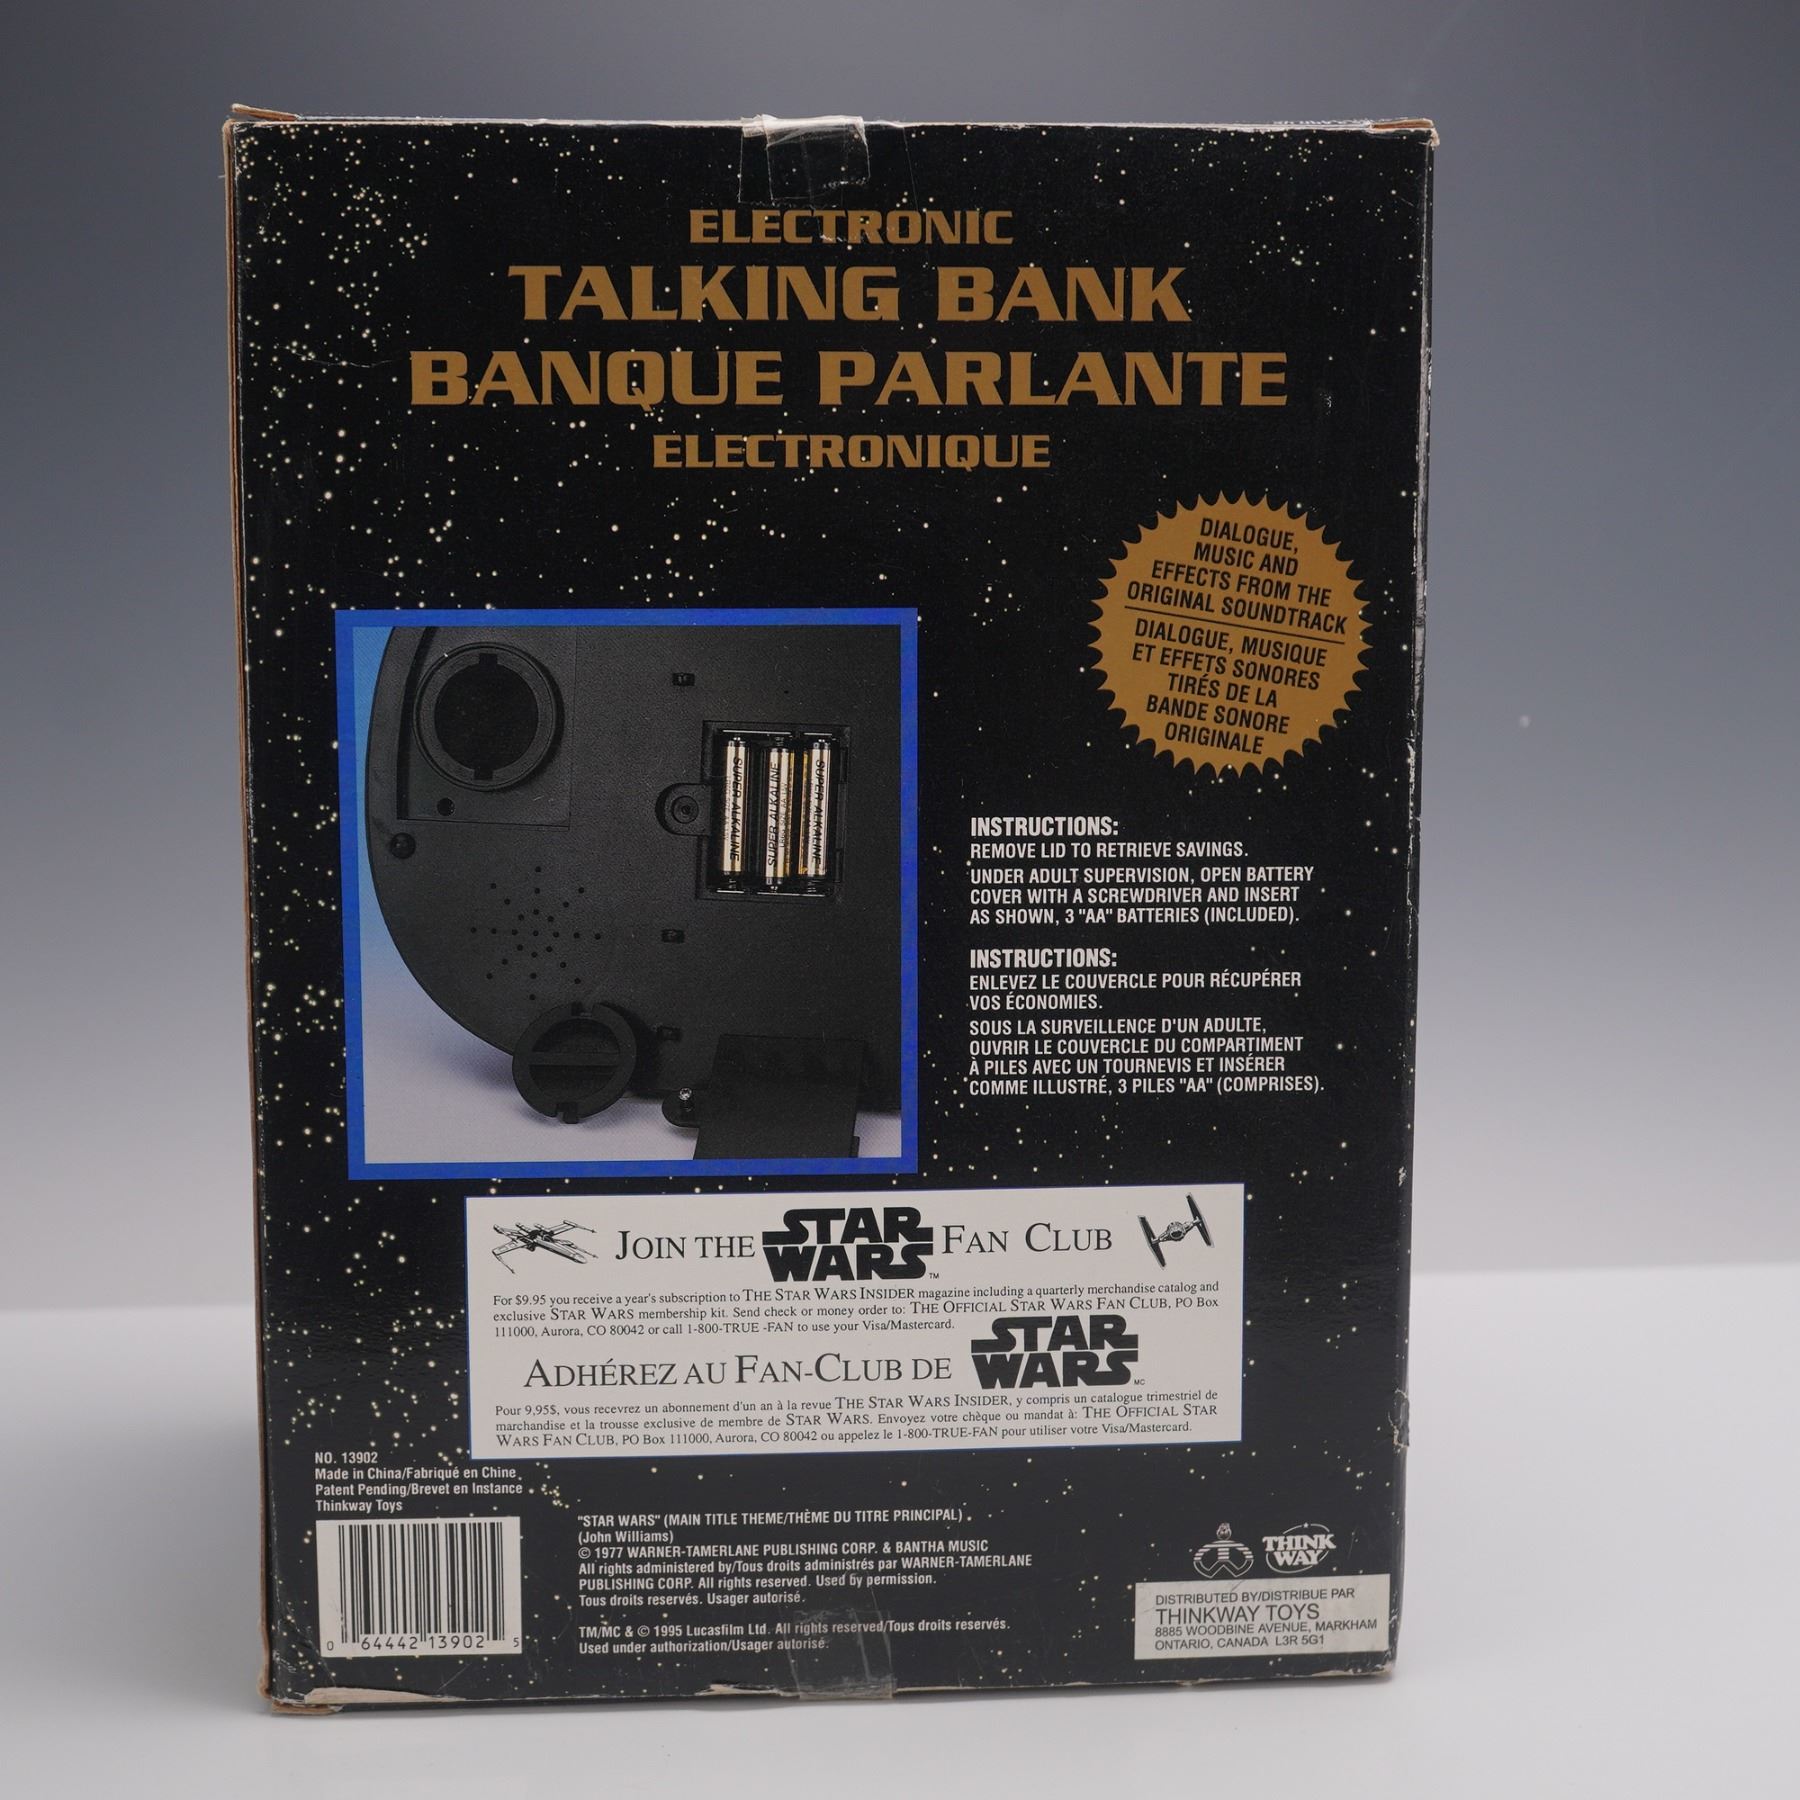 ELECTRONIC
TALKING BANK
BANQUE PARLANTE
ELECTRONIQUE
DIALOGUE,
MUSIC AND
EFFECTS FROM THE
ORIGINAL SOUNDTRACK
DIALOGUE, MUSIQUE
ET EFFETS SONORES
TIRÉS DE LA
BANDE SONORE
ORIGINALE
SUPER ALKALINE
SUPER ALKALINE
SUPER ALKALINE
INSTRUCTIONS:
REMOVE LID TO RETRIEVE SAVINGS.
UNDER ADULT SUPERVISION, OPEN BATTERY
COVER WITH A SCREWDRIVER AND INSERT
AS SHOWN, 3 "AA" BATTERIES (INCLUDED).
INSTRUCTIONS:
ENLEVEZ LE COUVERCLE POUR RÉCUPÉRER
VOS ÉCONOMIES.
SOUS LA SURVEILLENCE D'UN ADULTE,
OUVRIR LE COUVERCLE DU COMPARTIMENT
À PILES AVEC UN TOURNEVIS ET INSÉRER
COMME ILLUSTRÉ, 3 PILES "AA" (COMPRISES).
JOIN THE STAR WARS™ FAN CLUB
For $9.95 you receive a year's subscription to THE STAR WARS INSIDER magazine including a quarterly merchandise catalog and
exclusive STAR WARS membership kit. Send check or money order to: THE OFFICIAL STAR WARS FAN CLUB, PO Box
111000, Aurora, CO 80042 or call 1-800-TRUE -FAN to use your Visa/Mastercard.
ADHÉREZ AU FAN-CLUB DE STAR WARS MC
Pour 9,95$, vous recevrez un abonnement d'un an à la revue THE STAR WARS INSIDER, y compris un catalogue trimestriel de
marchandise et la trousse exclusive de membre de STAR WARS. Envoyez votre chèque ou mandat à: THE OFFICIAL STAR
WARS FAN CLUB, PO Box 111000, Aurora, CO 80042 ou appelez le 1-800-TRUE-FAN pour utiliser votre Visa/Mastercard.
NO. 13902
Made in China/Fabriqué en Chine
Patent Pending/Brevet en Instance
Thinkway Toys
0 64442 13902 5
"STAR WARS" (MAIN TITLE THEME/THÈME DU TITRE PRINCIPAL)
(John Williams)
© 1977 WARNER-TAMERLANE PUBLISHING CORP. & BANTHA MUSIC
All rights administered by/Tous droits administrés par WARNER-TAMERLANE
PUBLISHING CORP. All rights reserved. Used by permission.
Tous droits reservés. Usager autorisé.
TM/MC & © 1995 Lucasfilm Ltd. All rights reserved/Tous droits reservés.
Used under authorization/Usager autorisé.
THINK
WAY
DISTRIBUTED BY/DISTRIBUE PAR
THINKWAY TOYS
8885 WOODBINE AVENUE, MARKHAM
ONTARIO, CANADA L3R 5G1